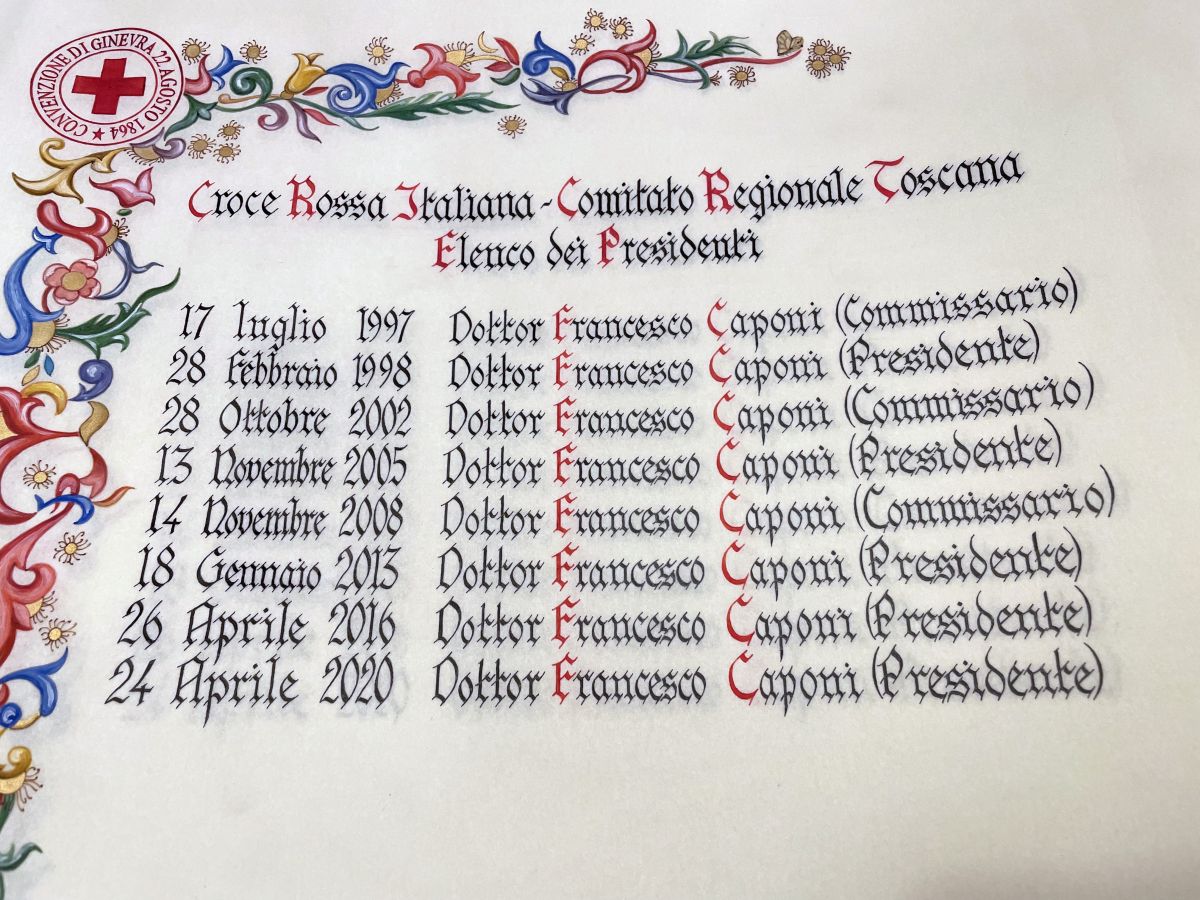 CONVENZIONE DI GINEVRA 22 AGOSTO 1864
Croce Rossa Italiana - Comitato Regionale Toscana
Elenco dei Presidenti
17 luglio 1997 Dottor Francesco Caponi (Commissario)
28 febbraio 1998 Dottor Francesco Caponi (Presidente)
28 Ottobre 2002 Dottor Francesco Caponi (Commissario)
13 Novembre 2005 Dottor Francesco Caponi (Presidente)
14 Novembre 2008 Dottor Francesco Caponi (Commissario)
18 Gennaio 2013 Dottor Francesco Caponi (Presidente)
26 Aprile 2016 Dottor Francesco Caponi (Presidente)
24 Aprile 2020 Dottor Francesco Caponi (Presidente)